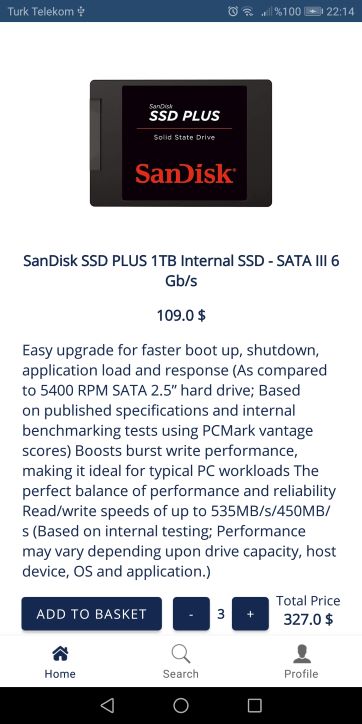 Turk Telekom
%100 22:14
SanDisk
SSD PLUS
Solid State Drive
SanDisk
SanDisk SSD PLUS 1TB Internal SSD - SATA III 6
Gb/s
109.0 $
Easy upgrade for faster boot up, shutdown,
application load and response (As compared
to 5400 RPM SATA 2.5” hard drive; Based
on published specifications and internal
benchmarking tests using PCMark vantage
scores) Boosts burst write performance,
making it ideal for typical PC workloads The
perfect balance of performance and reliability
Read/write speeds of up to 535MB/s/450MB/
s (Based on internal testing; Performance
may vary depending upon drive capacity, host
device, OS and application.)
ADD TO BASKET - 3 +
Total Price
327.0 $
Home Search Profile